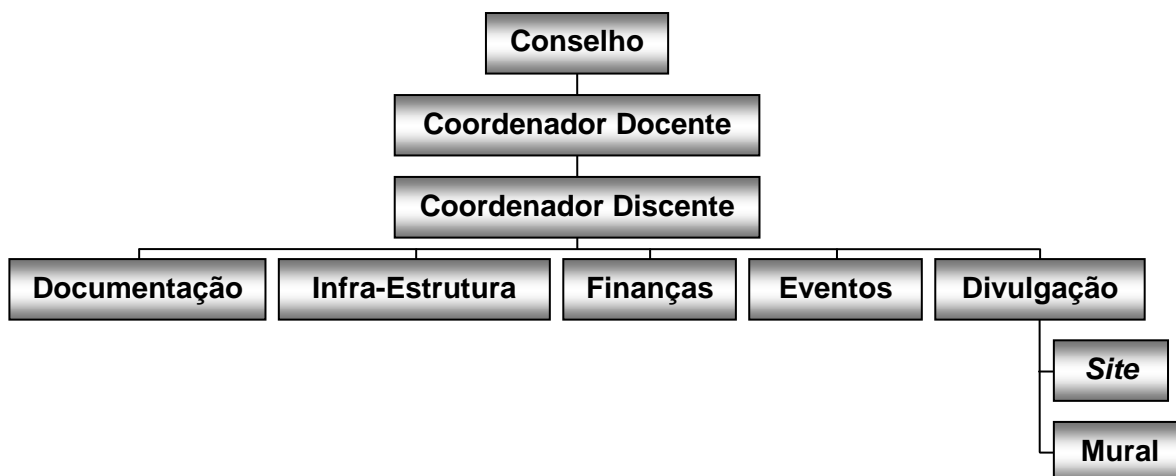 Conselho
Coordenador Docente
Coordenador Discente
Documentação
Infra-Estrutura
Finanças
Eventos
Divulgação
Site
Mural